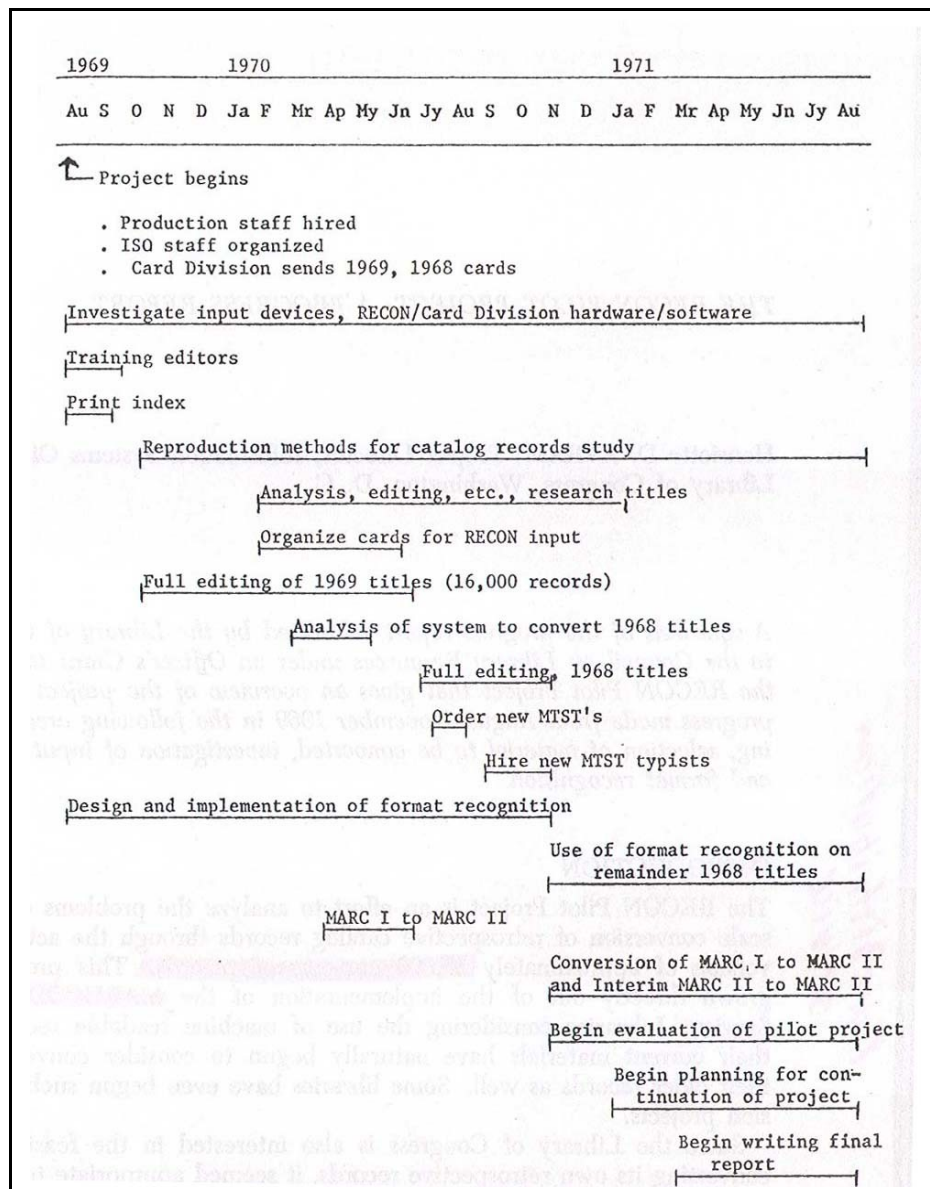 1969 1970 1971
Au S O N D Ja F Mr Ap My Jn Jy Au S O N D Ja F Mr Ap My Jn Jy Au
Project begins
. Production staff hired
. ISO staff organized
. Card Division sends 1969, 1968 cards
Investigate input devices, RECON/Card Division hardware/software
Training editors
Print index
Reproduction methods for catalog records study
Analysis, editing, etc., research titles
Organize cards for RECON input
Full editing of 1969 titles (16,000 records)
Analysis of system to convert 1968 titles
Full editing, 1968 titles
Order new MTST's
Hire new MTST typists
Design and implementation of format recognition
Use of format recognition on
remainder 1968 titles
MARC I to MARC II
Conversion of MARC I to MARC II
and Interim MARC II to MARC II
Begin evaluation of pilot project
Begin planning for con-
tinuation of project
Begin writing final
report